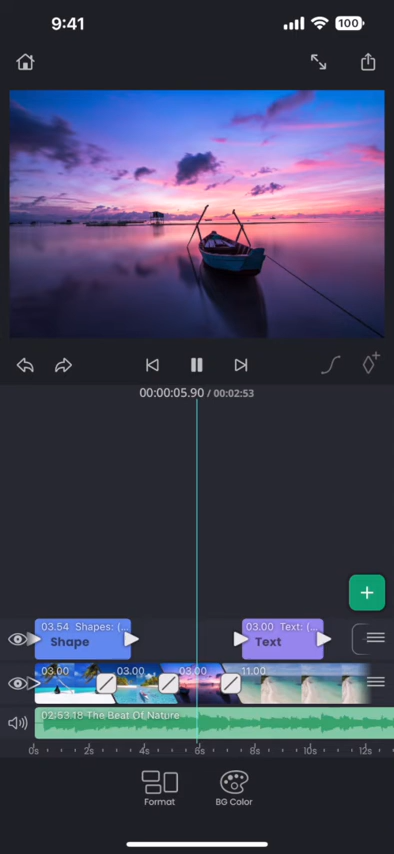 9:41
100
00:00:05.90 / 00:02:53
03.54 Shapes: (...
Shape
03.00 Text: (...
Text
03.00
03.00
03.00
11.00
02:53.18 The Beat Of Nature
0s
2s
4s
6s
8s
10s
12s
Format
BG Color